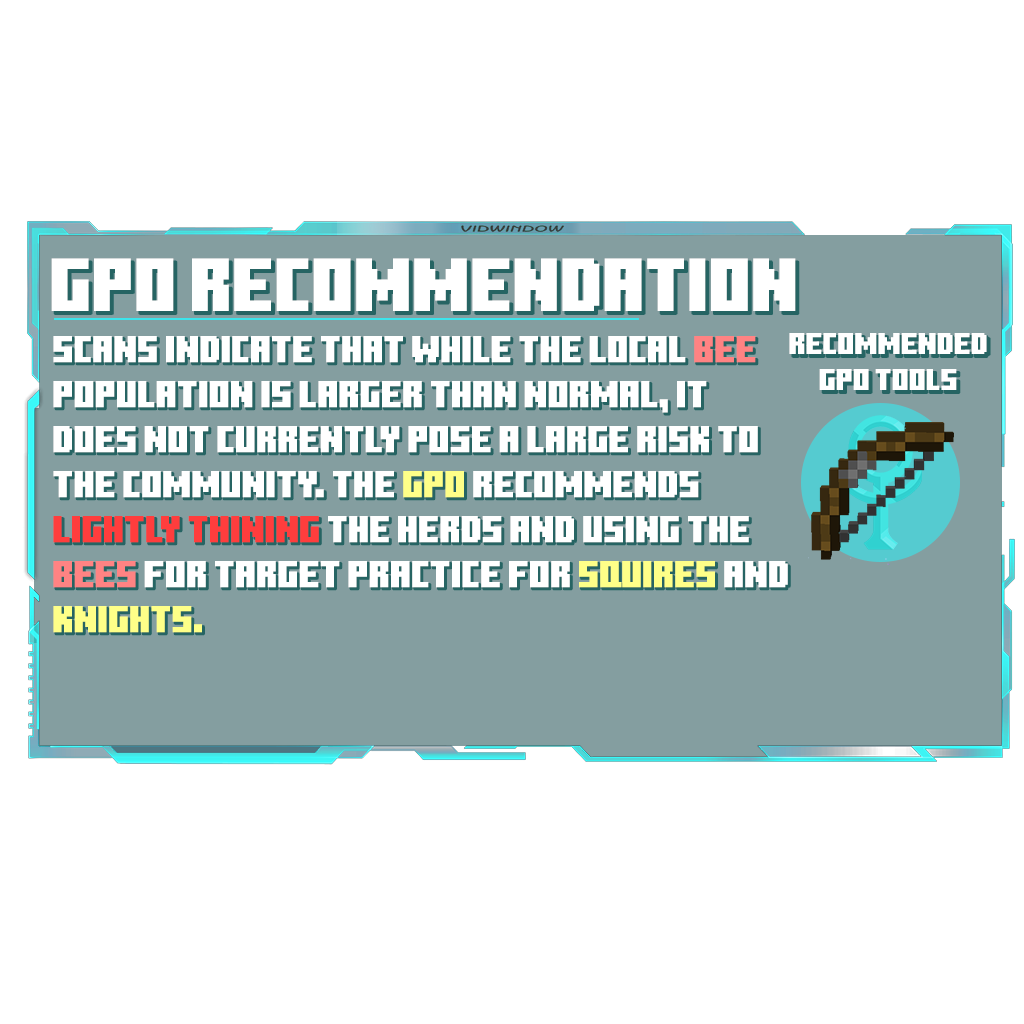 VIDWINDOW
GPO RECOMMENDATION
SCANS INDICATE THAT WHILE THE LOCAL BEE
POPULATION IS LARGER THAN NORMAL, IT
DOES NOT CURRENTLY POSE A LARGE RISK TO
THE COMMUNITY. THE GPO RECOMMENDS
LIGHTLY THINING THE HERDS AND USING THE
BEES FOR TARGET PRACTICE FOR SQUIRES AND
KNIGHTS.
RECOMMENDED
GPO TOOLS